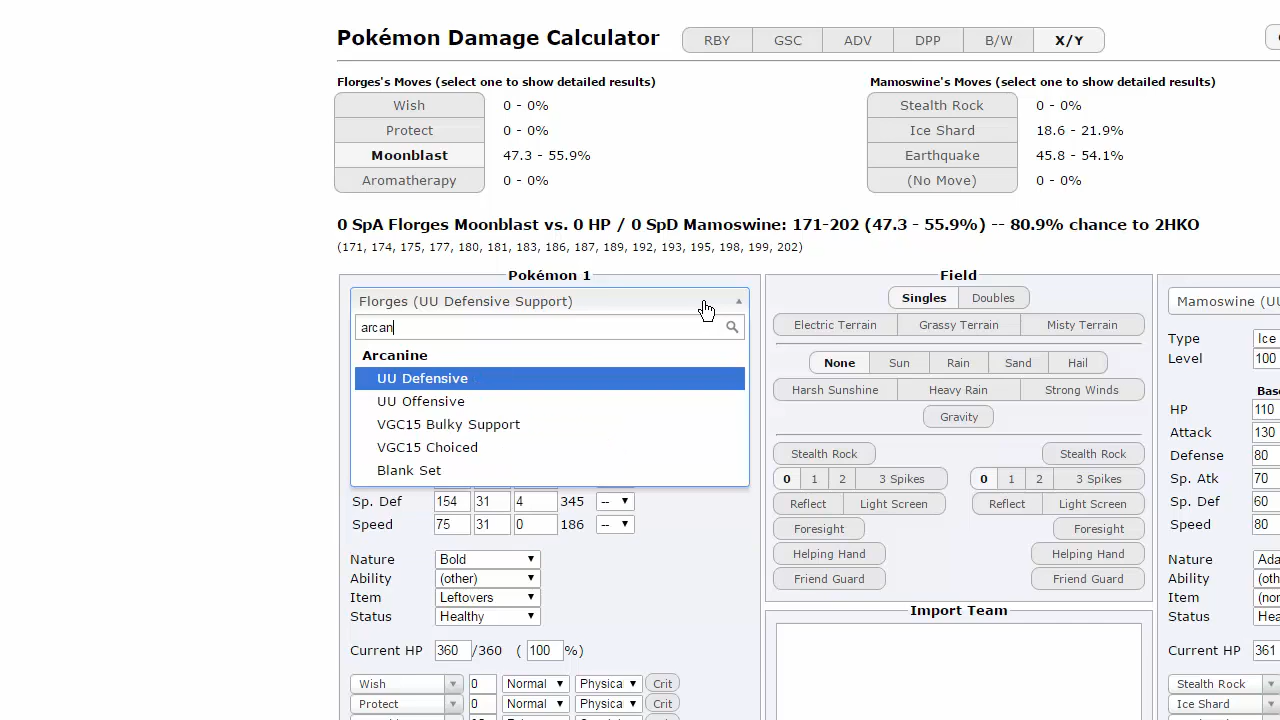 Pokémon Damage Calculator RBY GSC ADV DPP B/W X/Y
Florges's Moves (select one to show detailed results) Mamoswine's Moves (select one to show detailed results)
Wish 0 - 0% Stealth Rock 0 - 0%
Protect 0 - 0% Ice Shard 18.6 - 21.9%
Moonblast 47.3 - 55.9% Earthquake 45.8 - 54.1%
Aromatherapy 0 - 0% (No Move) 0 - 0%
0 SpA Florges Moonblast vs. 0 HP / 0 SpD Mamoswine: 171-202 (47.3 - 55.9%) -- 80.9% chance to 2HKO
(171, 174, 175, 177, 180, 181, 183, 186, 187, 189, 192, 193, 195, 198, 199, 202)
Pokémon 1
Florges (UU Defensive Support)
arcan
Arcanine
UU Defensive
UU Offensive
VGC15 Bulky Support
VGC15 Choiced
Blank Set
Sp. Def 154 31 4 345 --
Speed 75 31 0 186 --
Nature Bold
Ability (other)
Item Leftovers
Status Healthy
Current HP 360 /360 ( 100 %)
Wish 0 Normal Physica Crit
Protect 0 Normal Physica Crit
Field
Singles Doubles
Electric Terrain Grassy Terrain Misty Terrain
None Sun Rain Sand Hail
Harsh Sunshine Heavy Rain Strong Winds
Gravity
Stealth Rock Stealth Rock
0 1 2 3 Spikes 0 1 2 3 Spikes
Reflect Light Screen Reflect Light Screen
Foresight Foresight
Helping Hand Helping Hand
Friend Guard Friend Guard
Import Team
Mamoswine (UU
Type Ice
Level 100
Bas
HP 110
Attack 130
Defense 80
Sp. Atk 70
Sp. Def 60
Speed 80
Nature Ada
Ability (oth
Item (non
Status Hea
Current HP 361
Stealth Rock
Ice Shard